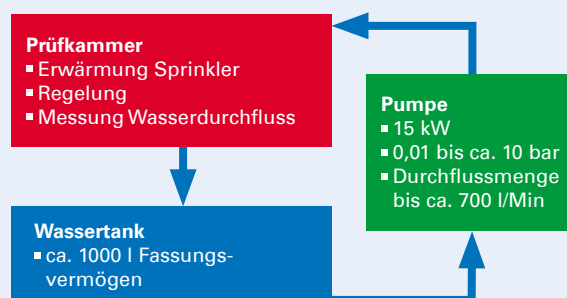 Prüfkammer
▪ Erwärmung Sprinkler
▪ Regelung
▪ Messung Wasserdurchfluss
Pumpe
▪ 15 kW
▪ 0,01 bis ca. 10 bar
▪ Durchflussmenge
bis ca. 700 l/Min
Wassertank
▪ ca. 1000 l Fassungs-
vermögen